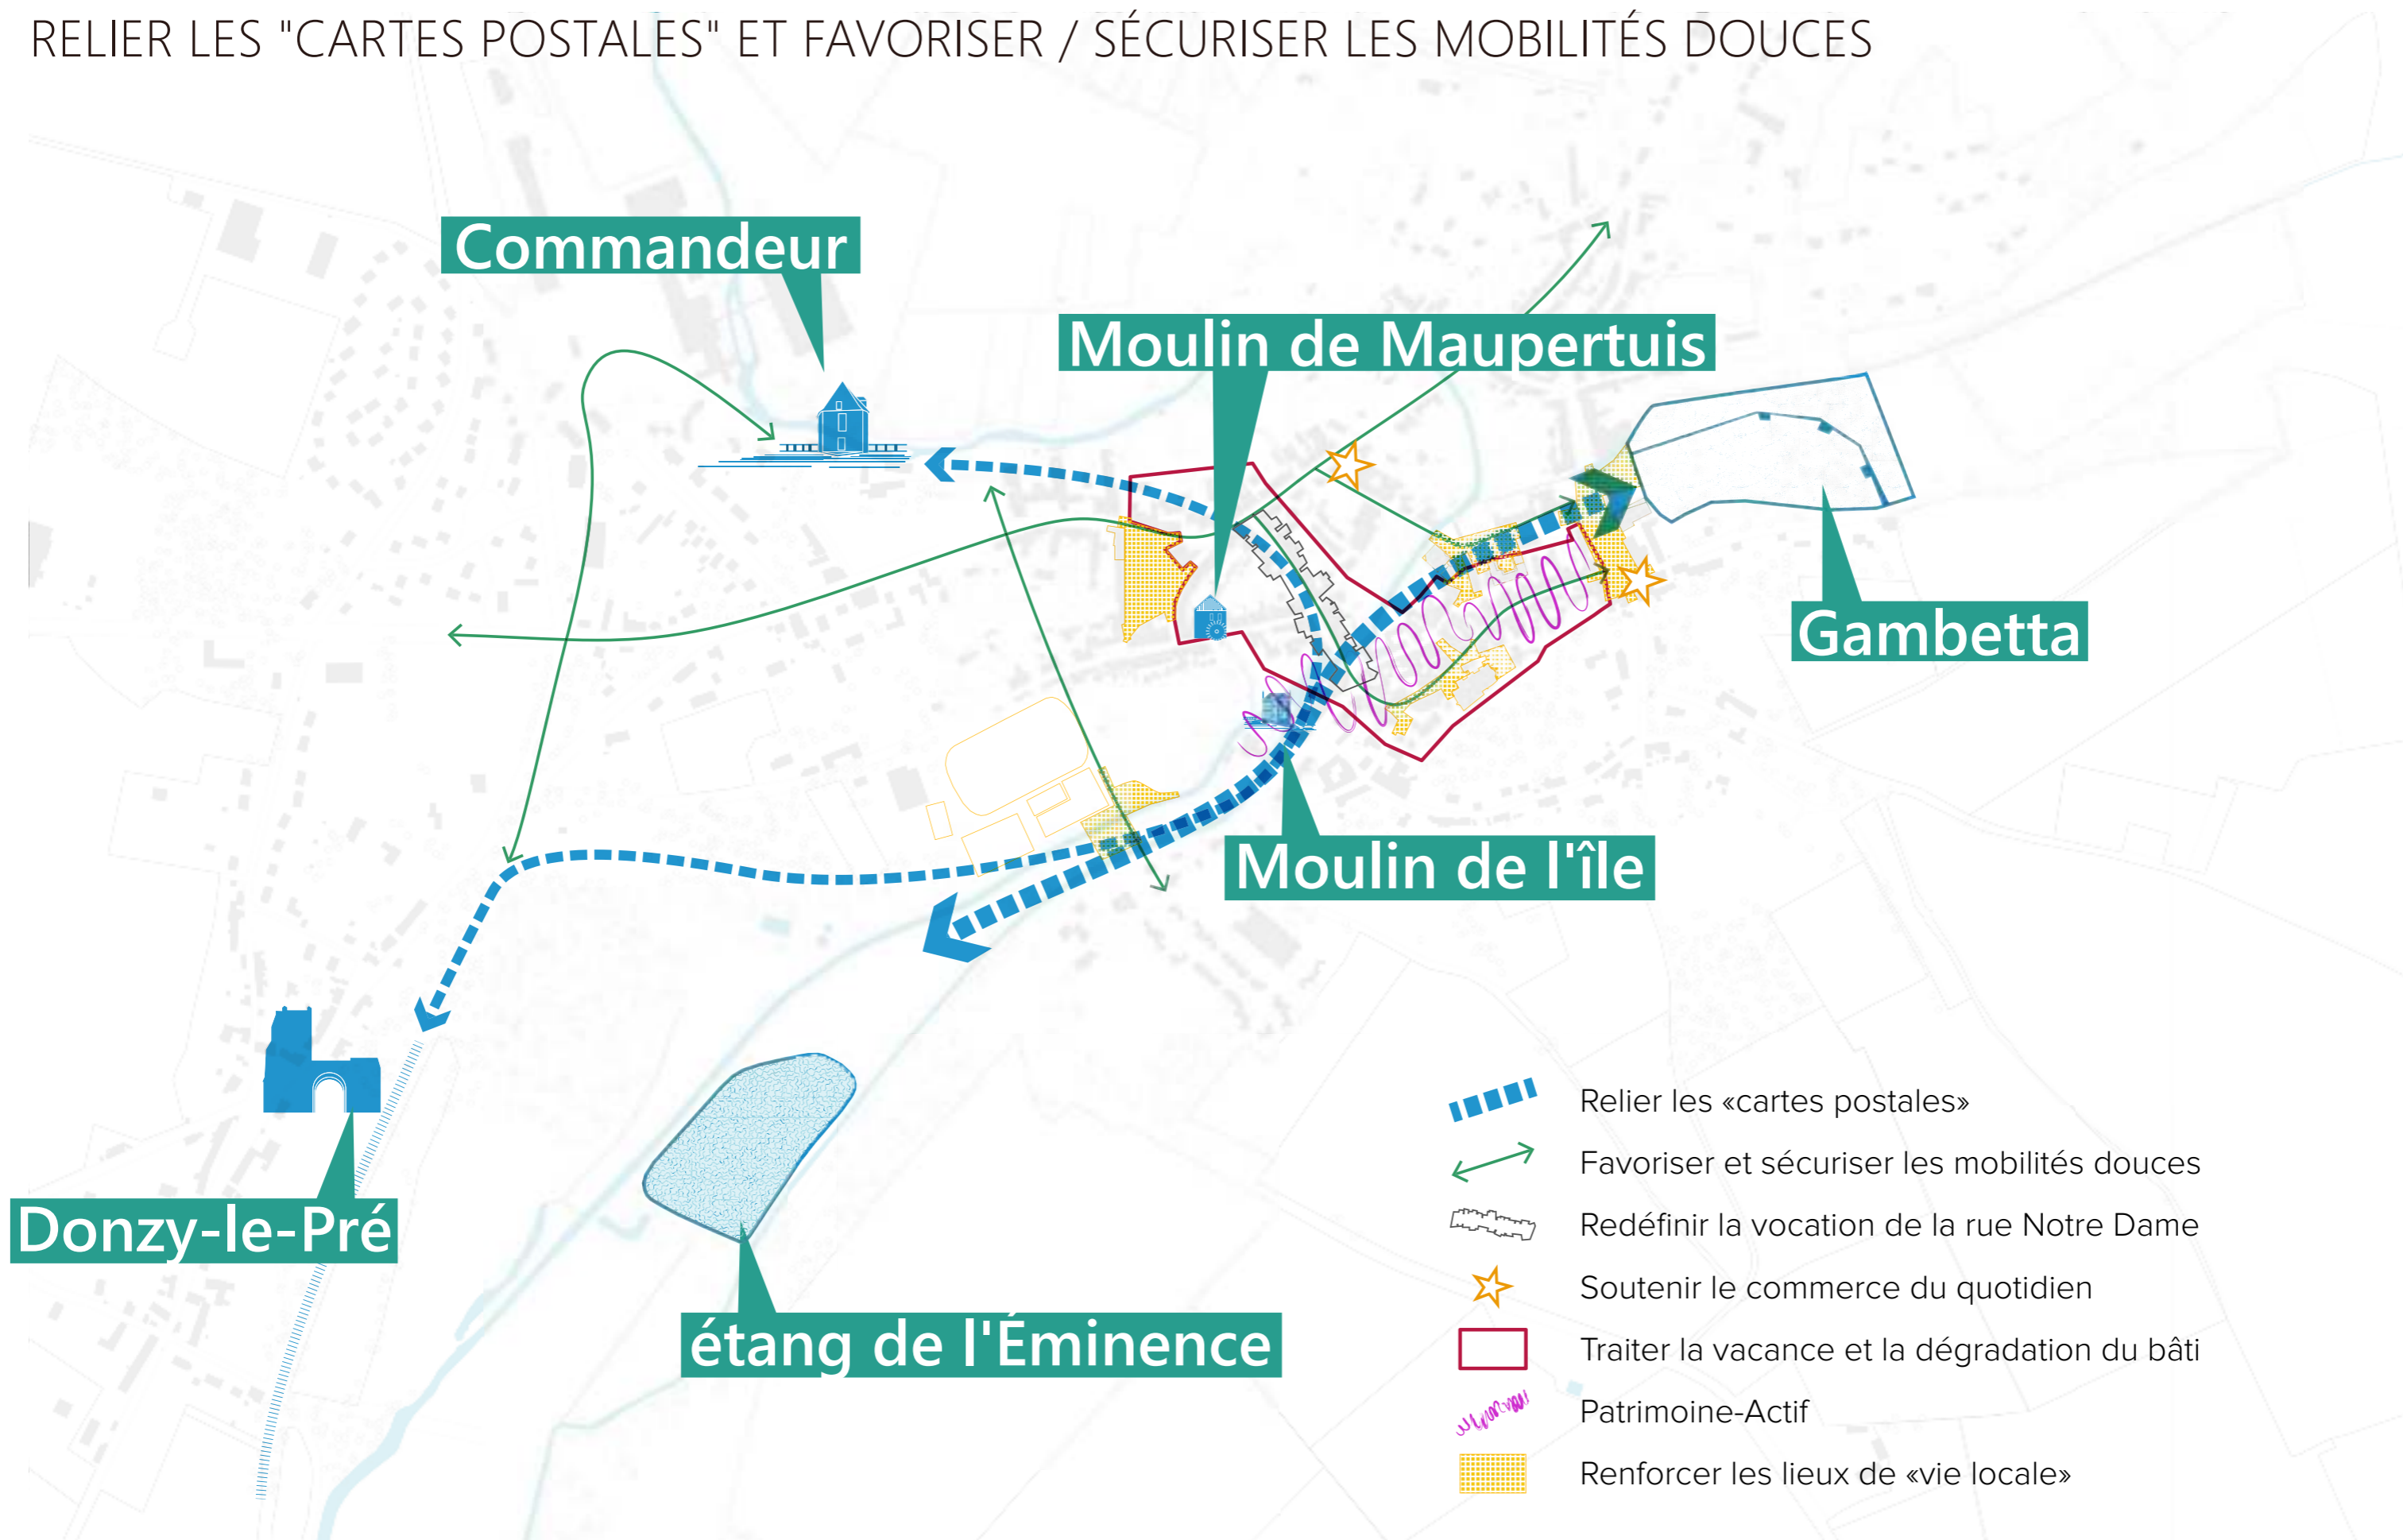 RELIER LES "CARTES POSTALES" ET FAVORISER / SÉCURISER LES MOBILITÉS DOUCES
Commandeur
Moulin de Maupertuis
Gambetta
Moulin de l'île
Donzy-le-Pré
étang de l'Éminence
Relier les «cartes postales»
Favoriser et sécuriser les mobilités douces
Redéfinir la vocation de la rue Notre Dame
Soutenir le commerce du quotidien
Traiter la vacance et la dégradation du bâti
Patrimoine-Actif
Renforcer les lieux de «vie locale»